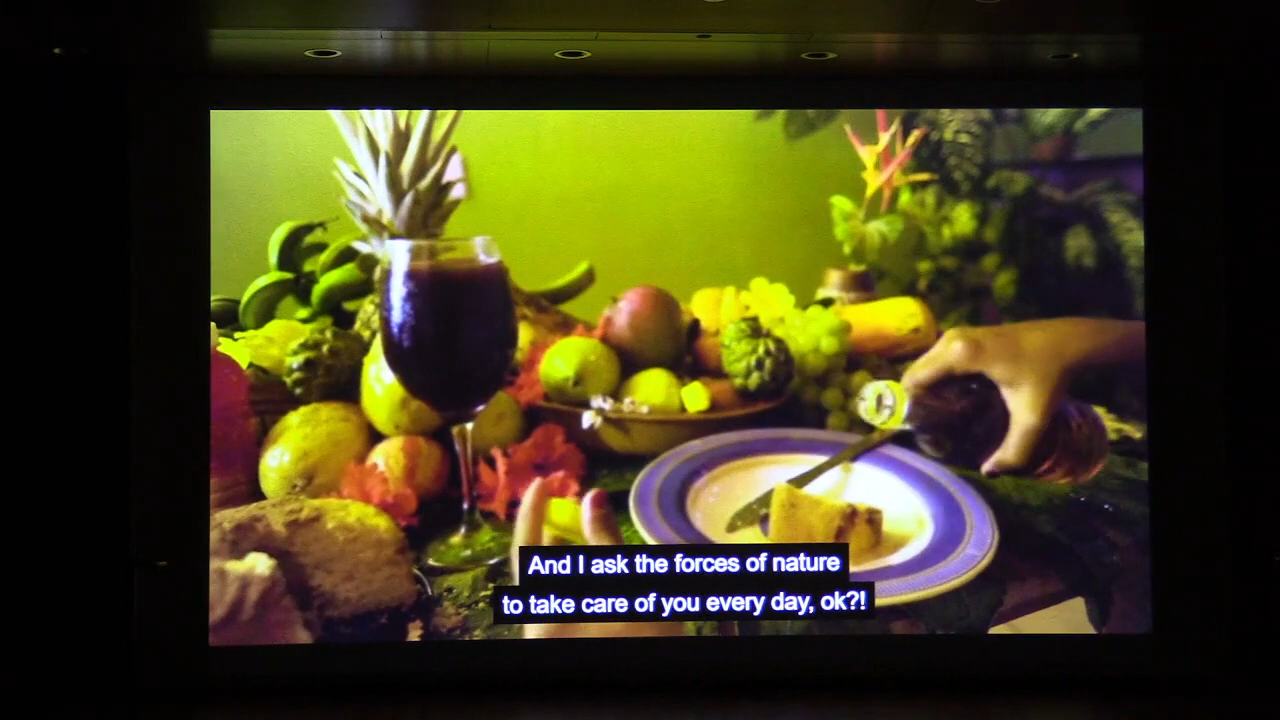 And I ask the forces of nature
to take care of you every day, ok?!